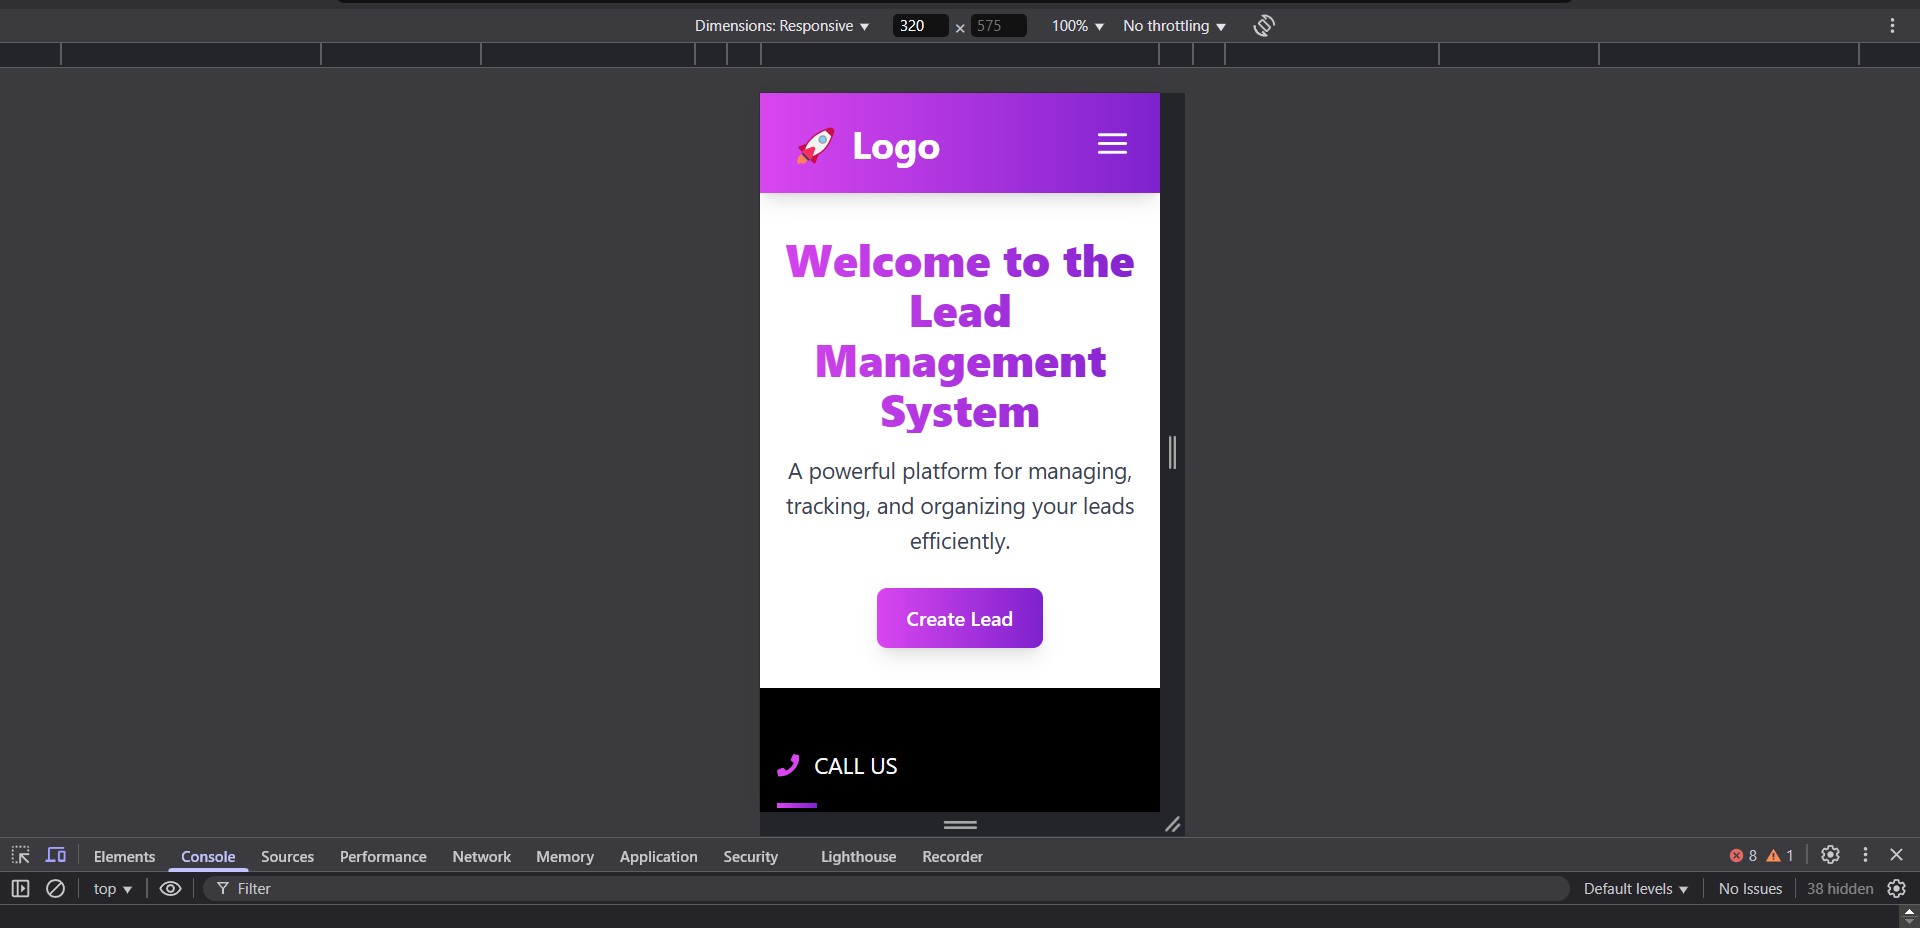 Dimensions: Responsive 320 × 575 100% No throttling
Logo
Welcome to the
Lead
Management
System
A powerful platform for managing,
tracking, and organizing your leads
efficiently.
Create Lead
CALL US
Elements Console Sources Performance Network Memory Application Security Lighthouse Recorder 8 1
top Filter Default levels No Issues 38 hidden